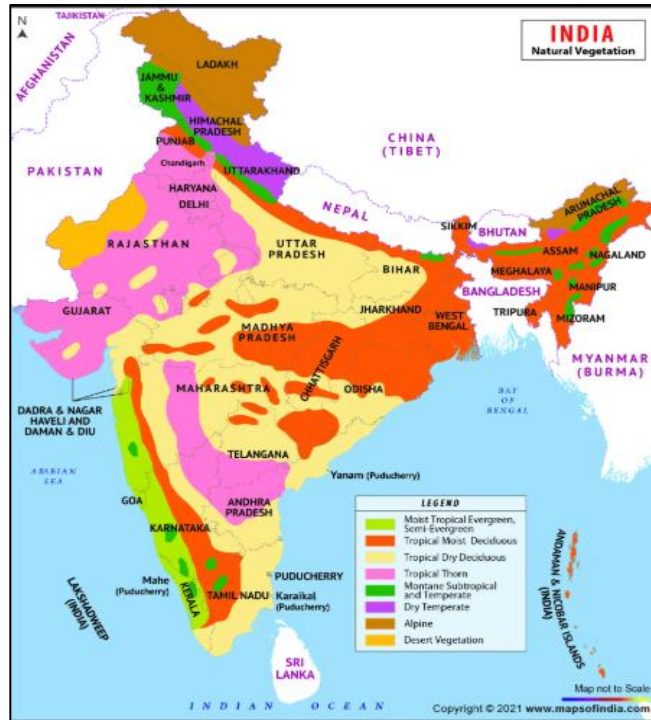 N
TAJIKISTAN
AFGHANISTAN
INDIA
Natural Vegetation
LADAKH
JAMMU
&
KASHMIR
HIMACHAL
PRADESH
PUNJAB
Chandigarh
UTTARAKHAND
CHINA
(TIBET)
PAKISTAN
HARYANA
DELHI
NEPAL
SIKKIM
BHUTAN
ARUNACHAL
PRADESH
RAJASTHAN
UTTAR
PRADESH
BIHAR
ASSAM
NAGALAND
MEGHALAYA
MANIPUR
BANGLADESH
GUJARAT
MADHYA
PRADESH
JHARKHAND
WEST
BENGAL
TRIPURA
MIZORAM
MYANMAR
(BURMA)
CHHATTISGARH
MAHARASHTRA
ODISHA
DADRA & NAGAR
HAVELI AND
DAMAN & DIU
BAY
OF
BENGAL
ARABIAN
SEA
TELANGANA
Yanam (Puducherry)
GOA
ANDHRA
PRADESH
KARNATAKA
LEGEND
Moist Tropical Evergreen,
Semi-Evergreen
Tropical Moist Deciduous
Tropical Dry Deciduous
Tropical Thorn
Montane Subtropical
and Temperate
Dry Temperate
Alpine
Desert Vegetation
ANDAMAN & NICOBAR ISLANDS
(INDIA)
LAKSHADWEEP
(INDIA)
Mahe
(Puducherry)
KERALA
TAMIL NADU
PUDUCHERRY
Karaikal
(Puducherry)
SRI
LANKA
INDIAN OCEAN
Map not to Scale
Copyright © 2021 www.mapsofindia.com